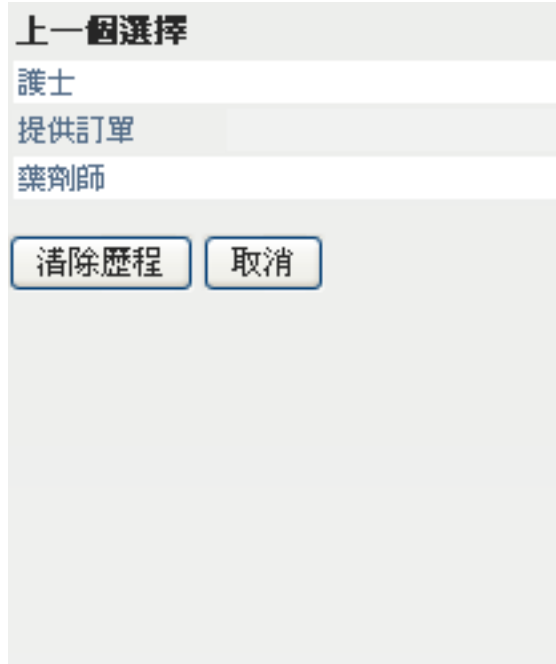 上一個選擇
護士
提供訂單
藥劑師
清除歷程 取消